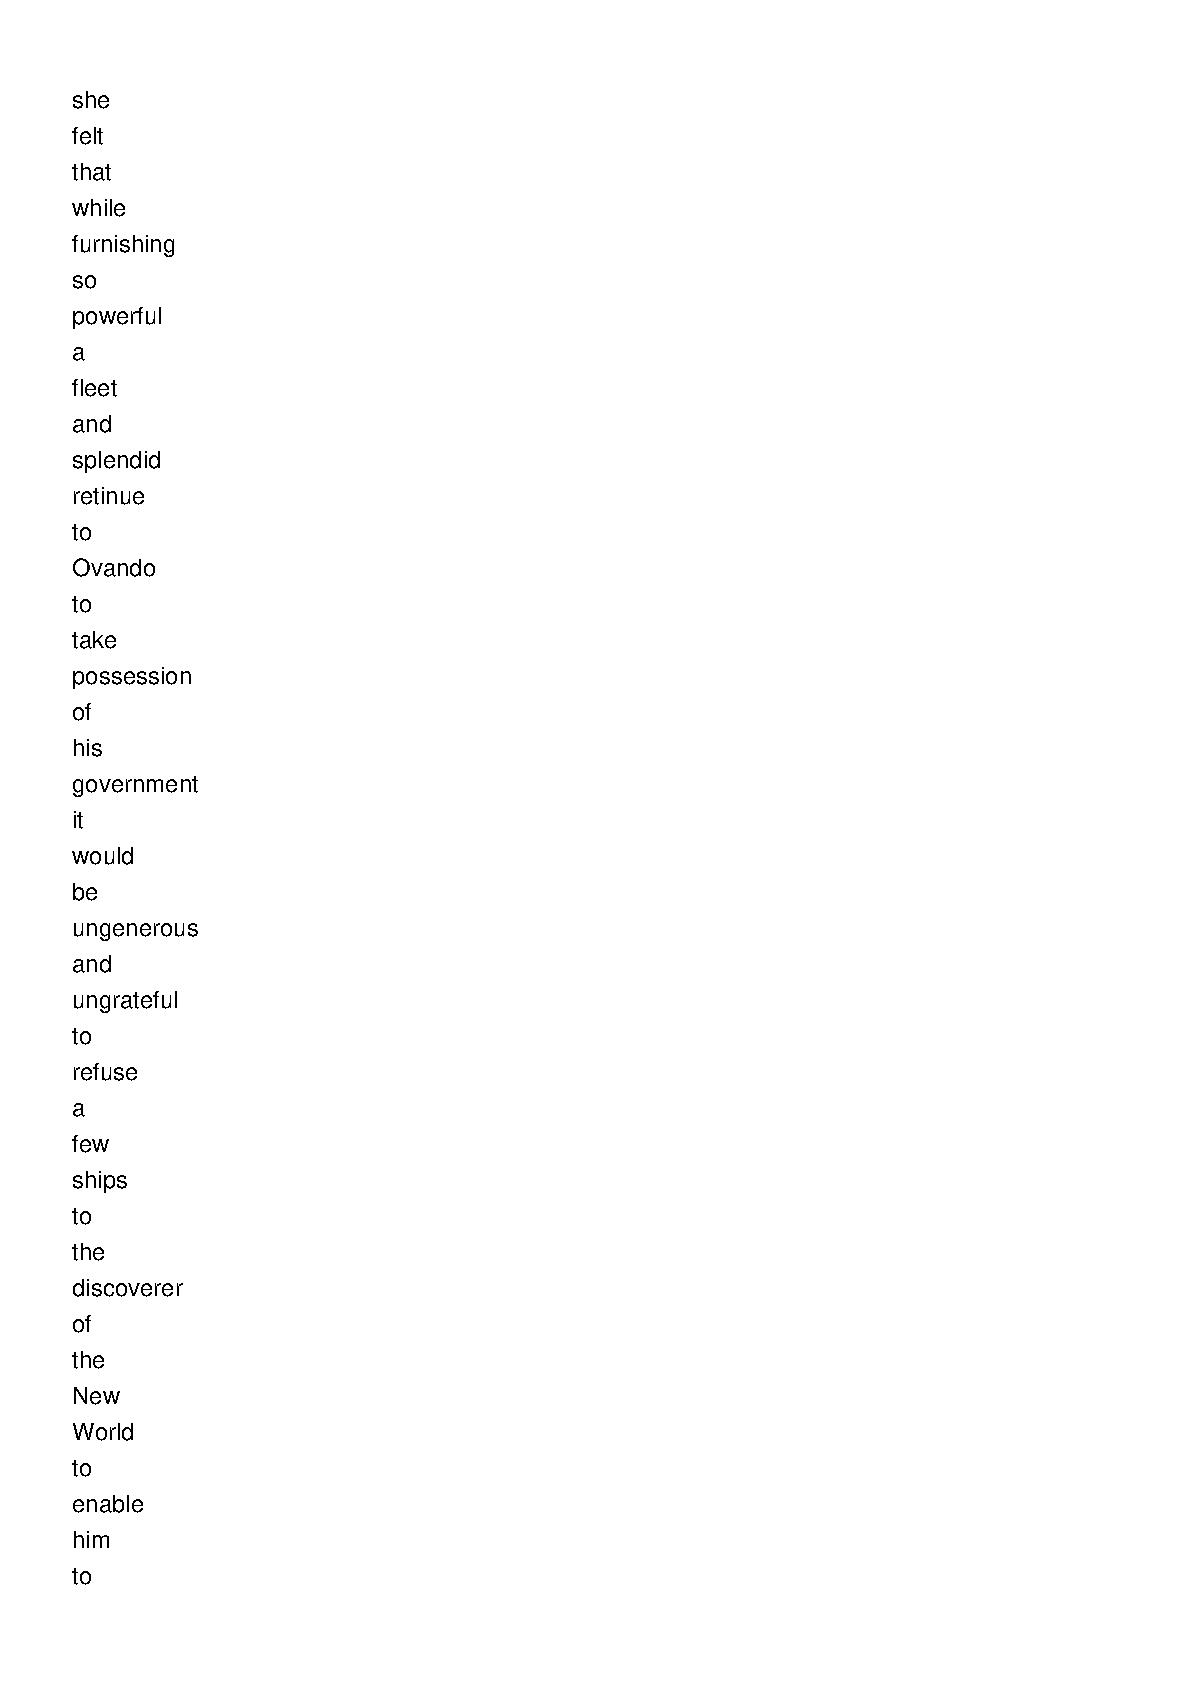 she
felt
that
while
furnishing
so
powerful
a
fleet
and
splendid
retinue
to
Ovando
to
take
possession
of
his
government
it
would
be
ungenerous
and
ungrateful
to
refuse
a
few
ships
to
the
discoverer
of
the
New
World
to
enable
him
to